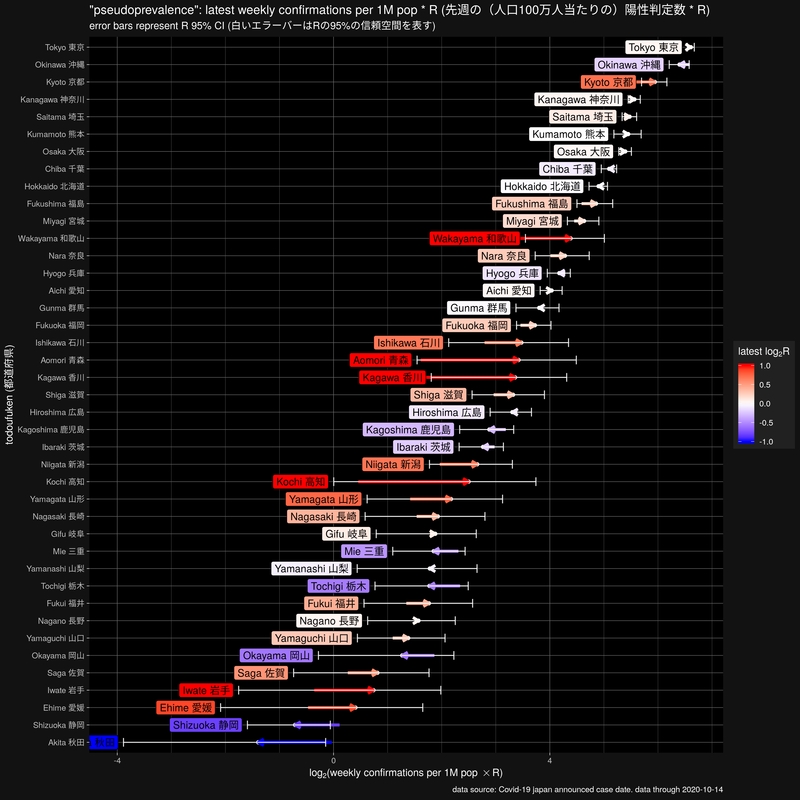 "pseudoprevalence": latest weekly confirmations per 1M pop * R (先週の（人口100万人当たりの）陽性判定数 * R)
error bars represent R 95% CI (白いエラーバーはRの95%の信頼空間を表す)
todoufuken (都道府県)
Tokyo 東京 Tokyo 東京
Okinawa 沖縄 Okinawa 沖縄
Kyoto 京都 Kyoto 京都
Kanagawa 神奈川 Kanagawa 神奈川
Saitama 埼玉 Saitama 埼玉
Kumamoto 熊本 Kumamoto 熊本
Osaka 大阪 Osaka 大阪
Chiba 千葉 Chiba 千葉
Hokkaido 北海道 Hokkaido 北海道
Fukushima 福島 Fukushima 福島
Miyagi 宮城 Miyagi 宮城
Wakayama 和歌山 Wakayama 和歌山
Nara 奈良 Nara 奈良
Hyogo 兵庫 Hyogo 兵庫
Aichi 愛知 Aichi 愛知
Gunma 群馬 Gunma 群馬
Fukuoka 福岡 Fukuoka 福岡
Ishikawa 石川 Ishikawa 石川
Aomori 青森 Aomori 青森
Kagawa 香川 Kagawa 香川
Shiga 滋賀 Shiga 滋賀
Hiroshima 広島 Hiroshima 広島
Kagoshima 鹿児島 Kagoshima 鹿児島
Ibaraki 茨城 Ibaraki 茨城
Niigata 新潟 Niigata 新潟
Kochi 高知 Kochi 高知
Yamagata 山形 Yamagata 山形
Nagasaki 長崎 Nagasaki 長崎
Gifu 岐阜 Gifu 岐阜
Mie 三重 Mie 三重
Yamanashi 山梨 Yamanashi 山梨
Tochigi 栃木 Tochigi 栃木
Fukui 福井 Fukui 福井
Nagano 長野 Nagano 長野
Yamaguchi 山口 Yamaguchi 山口
Okayama 岡山 Okayama 岡山
Saga 佐賀 Saga 佐賀
Iwate 岩手 Iwate 岩手
Ehime 愛媛 Ehime 愛媛
Shizuoka 静岡 Shizuoka 静岡
Akita 秋田 秋田
-4 0 4
log₂(weekly confirmations per 1M pop × R)
latest log₂R
1.0
0.5
0.0
-0.5
-1.0
data source: Covid-19 japan announced case date. data through 2020-10-14